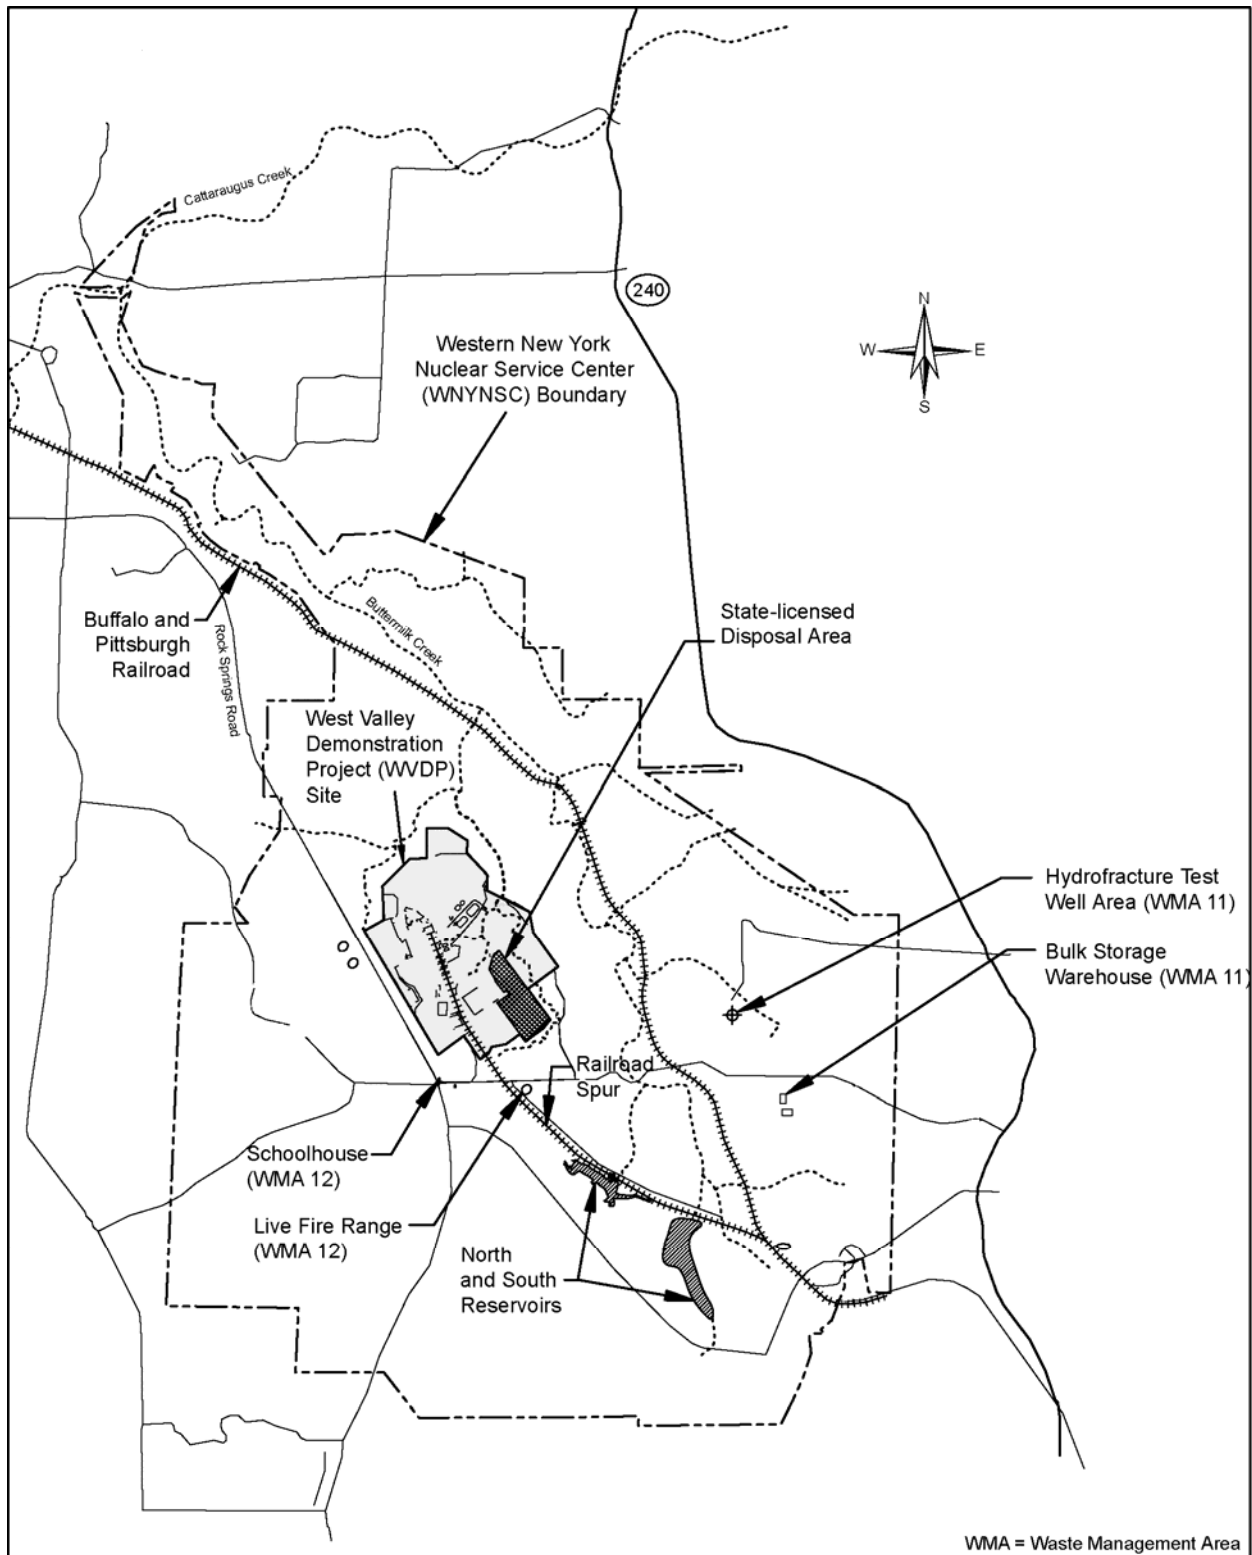 Cattaraugus Creek
240
N
W E
S
Western New York
Nuclear Service Center
(WNYNSC) Boundary
Buffalo and
Pittsburgh
Railroad
Rock Springs Road
Buttermilk Creek
State-licensed
Disposal Area
West Valley
Demonstration
Project (WVDP)
Site
Hydrofracture Test
Well Area (WMA 11)
Bulk Storage
Warehouse (WMA 11)
Railroad
Spur
Schoolhouse
(WMA 12)
Live Fire Range
(WMA 12)
North
and South
Reservoirs
WMA = Waste Management Area